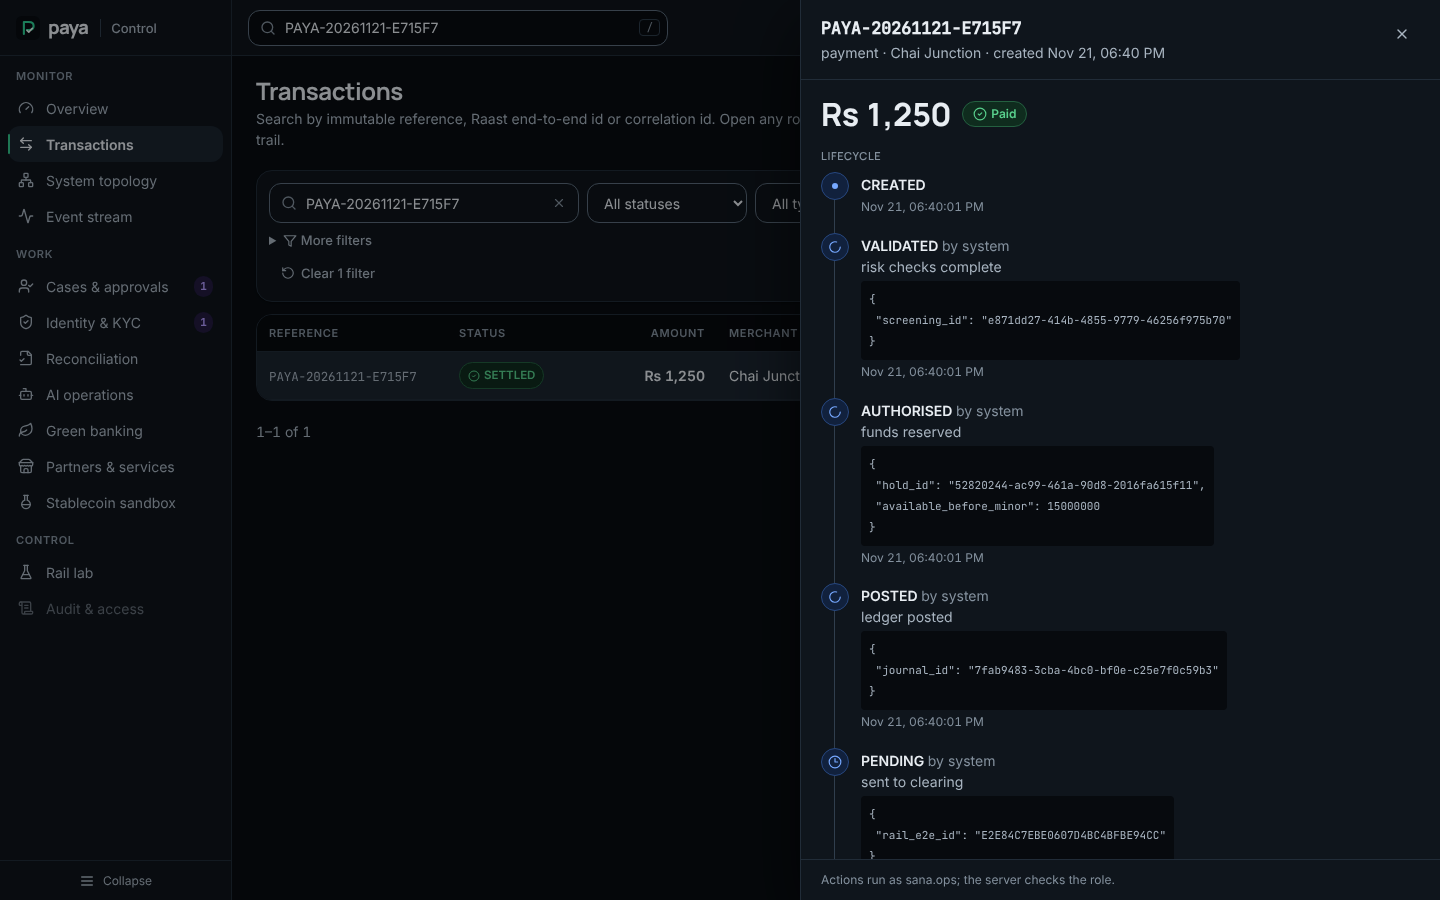 paya
Control
PAYA-20261121-E715F7
/
MONITOR
Overview
Transactions
System topology
Event stream
WORK
Cases & approvals 1
Identity & KYC 1
Reconciliation
AI operations
Green banking
Partners & services
Stablecoin sandbox
CONTROL
Rail lab
Audit & access
Collapse
Transactions
Search by immutable reference, Raast end-to-end id or correlation id. Open any
trail.
PAYA-20261121-E715F7
All statuses
All
More filters
Clear 1 filter
REFERENCE STATUS AMOUNT MERCHANT
PAYA-20261121-E715F7 SETTLED Rs 1,250 Chai
1–1 of 1
PAYA-20261121-E715F7
payment · Chai Junction · created Nov 21, 06:40 PM
Rs 1,250 Paid
LIFECYCLE
CREATED
Nov 21, 06:40:01 PM
VALIDATED by system
risk checks complete
{
"screening_id": "e871dd27-414b-4855-9779-46256f975b70"
}
Nov 21, 06:40:01 PM
AUTHORISED by system
funds reserved
{
"hold_id": "52820244-ac99-461a-90d8-2016fa615f11",
"available_before_minor": 15000000
}
Nov 21, 06:40:01 PM
POSTED by system
ledger posted
{
"journal_id": "7fab9483-3cba-4bc0-bf0e-c25e7f0c59b3"
}
Nov 21, 06:40:01 PM
PENDING by system
sent to clearing
{
"rail_e2e_id": "E2E84C7EBE0607D4BC4BFBE94CC"
}
Actions run as sana.ops; the server checks the role.